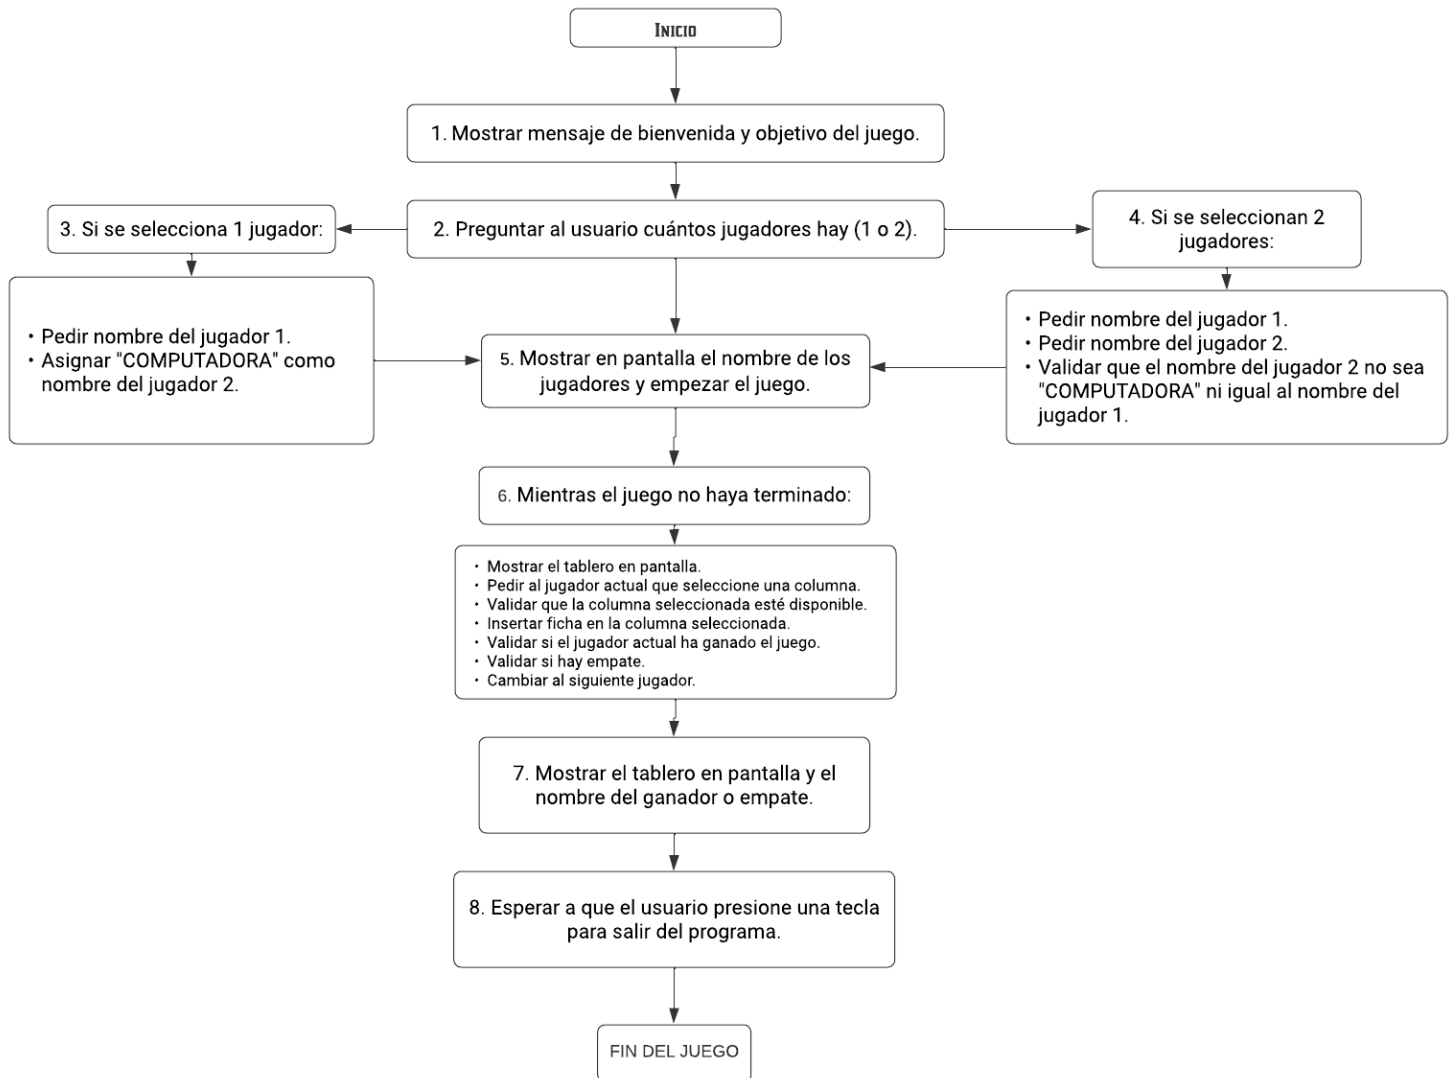 INICIO
1. Mostrar mensaje de bienvenida y objetivo del juego.
2. Preguntar al usuario cuántos jugadores hay (1 o 2).
3. Si se selecciona 1 jugador:
• Pedir nombre del jugador 1.
• Asignar "COMPUTADORA" como
nombre del jugador 2.
4. Si se seleccionan 2
jugadores:
• Pedir nombre del jugador 1.
• Pedir nombre del jugador 2.
• Validar que el nombre del jugador 2 no sea
"COMPUTADORA" ni igual al nombre del
jugador 1.
5. Mostrar en pantalla el nombre de los
jugadores y empezar el juego.
6. Mientras el juego no haya terminado:
• Mostrar el tablero en pantalla.
• Pedir al jugador actual que seleccione una columna.
• Validar que la columna seleccionada esté disponible.
• Insertar ficha en la columna seleccionada.
• Validar si el jugador actual ha ganado el juego.
• Validar si hay empate.
• Cambiar al siguiente jugador.
7. Mostrar el tablero en pantalla y el
nombre del ganador o empate.
8. Esperar a que el usuario presione una tecla
para salir del programa.
FIN DEL JUEGO